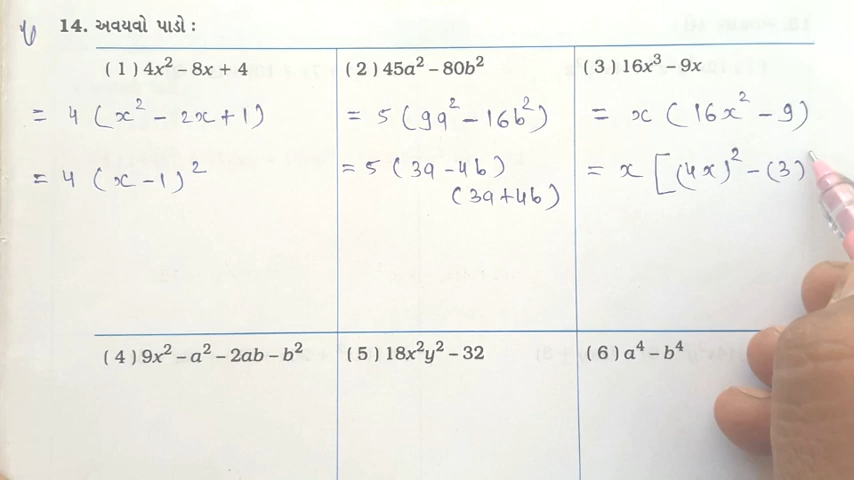 14. અવયવો પાડો :
( 1 ) 4x² – 8x + 4
= 4 (x² – 2x + 1)
= 4 (x – 1)²
( 2 ) 45a² – 80b²
= 5 (9a² – 16b²)
= 5 (3a – 4b)
(3a + 4b)
( 3 ) 16x³ – 9x
= x (16x² – 9)
= x [(4x)² – (3)
( 4 ) 9x² – a² – 2ab – b²
( 5 ) 18x²y² – 32
( 6 ) a⁴ – b⁴